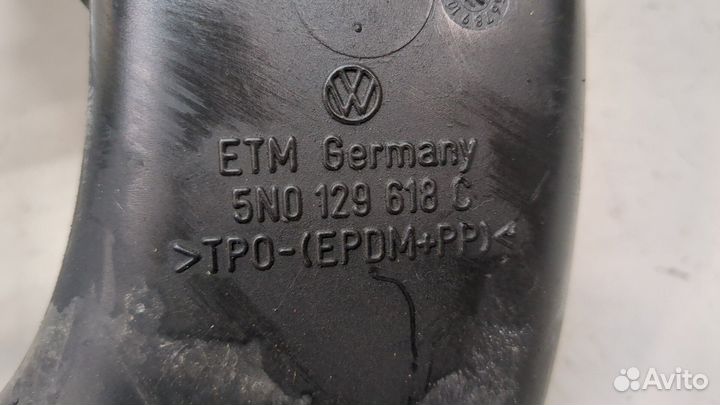 ETM Germany
5N0 129 618 C
>TPO-(EPDM+PP)<
Avito